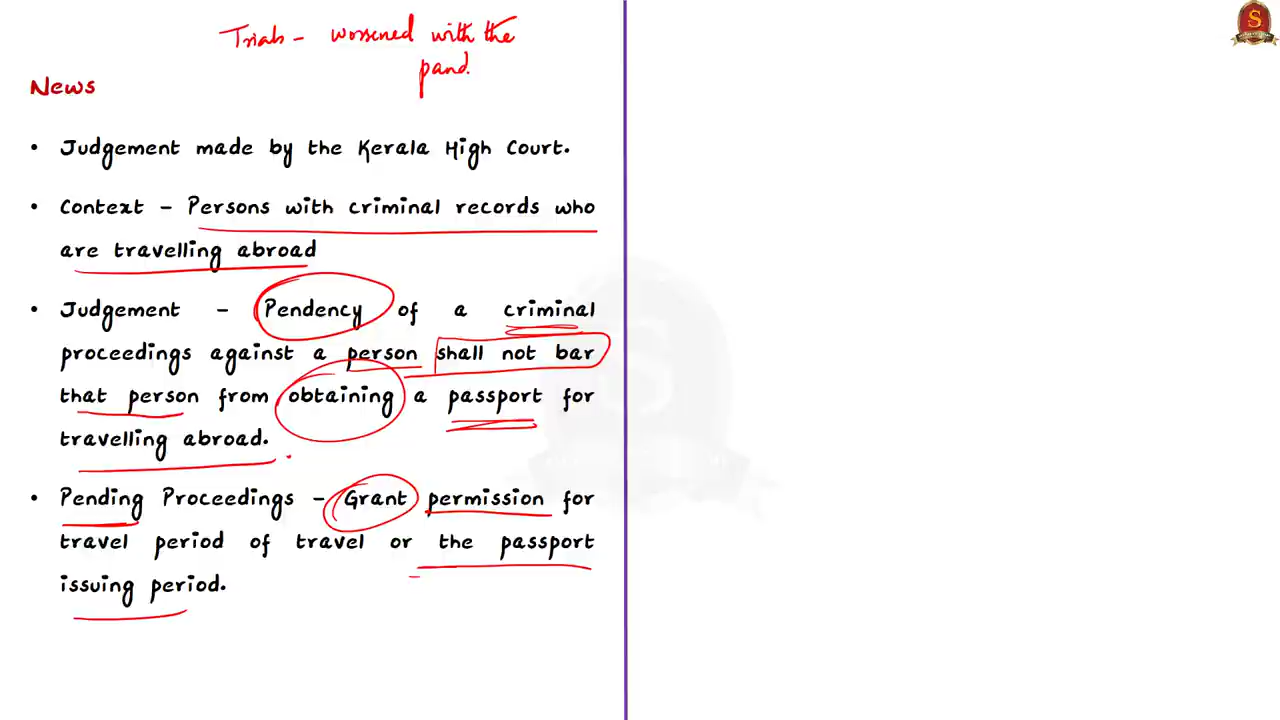 Trials - worsened with the
pand.
News
• Judgement made by the Kerala High Court.
• Context - Persons with criminal records who
are travelling abroad
• Judgement - Pendency of a criminal
proceedings against a person shall not bar
that person from obtaining a passport for
travelling abroad.
• Pending Proceedings - Grant permission for
travel period of travel or the passport
issuing period.
S